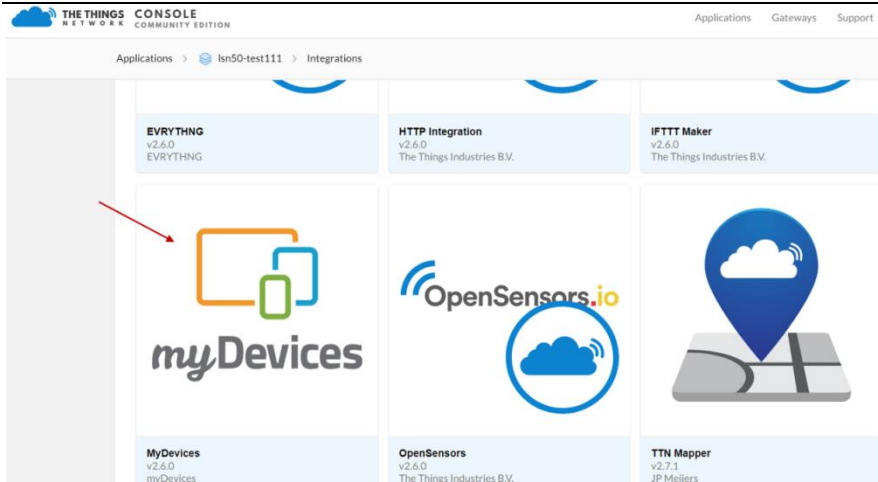 THE THINGS NETWORK
CONSOLE
COMMUNITY EDITION
Applications Gateways Support
Applications > lsn50-test111 > Integrations
EVRYTHNG
v2.6.0
EVRYTHNG
HTTP Integration
v2.6.0
The Things Industries B.V.
IFTTT Maker
v2.6.0
The Things Industries B.V.
myDevices
OpenSensors.io
MyDevices
v2.6.0
myDevices
OpenSensors
v2.6.0
The Things Industries B.V.
TTN Mapper
v2.7.1
JP Meijers